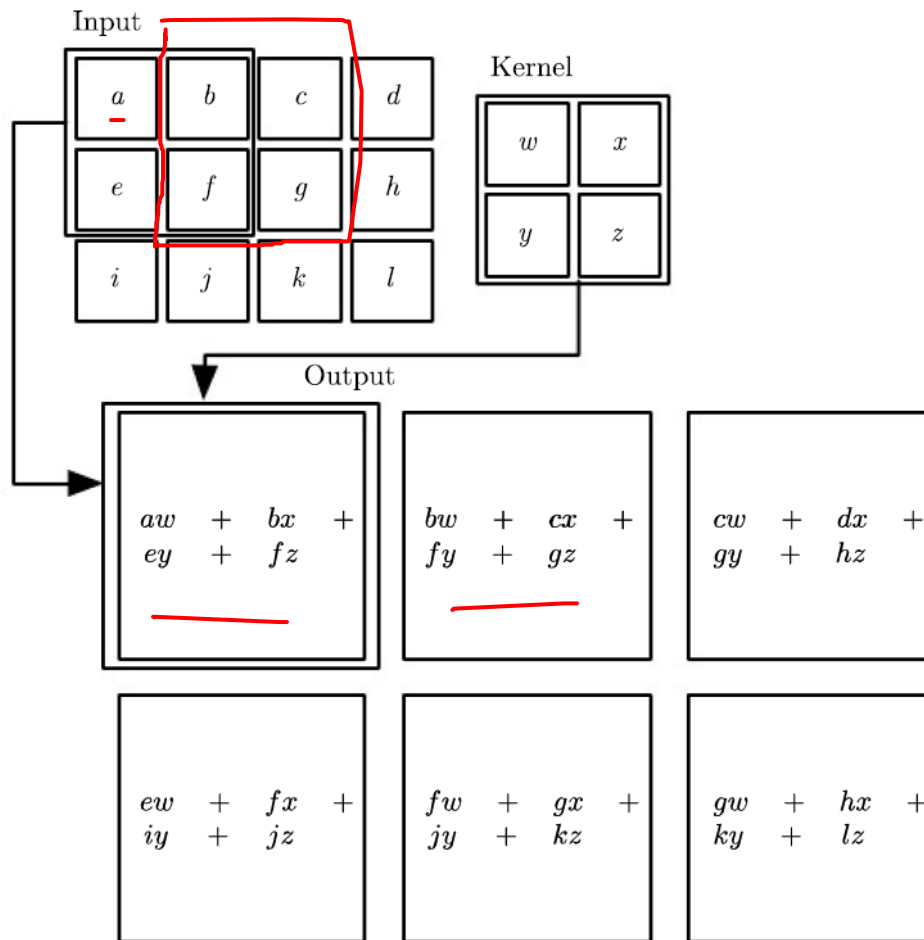 Input
a b c d
e f g h
i j k l
Kernel
w x
y z
Output
aw + bx +
ey + fz
bw + cx +
fy + gz
cw + dx +
gy + hz
ew + fx +
iy + jz
fw + gx +
jy + kz
gw + hx +
ky + lz